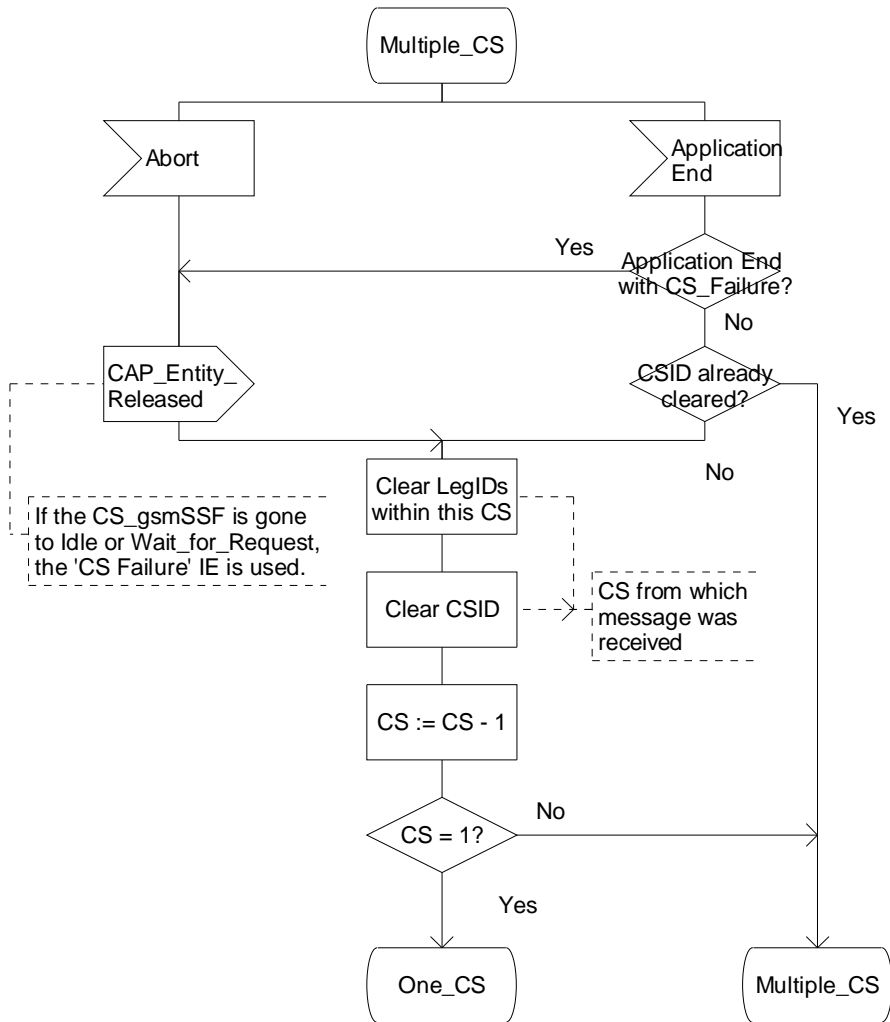 Multiple_CS
Abort
Application
End
Yes
Application End
with CS_Failure?
No
CAP_Entity_
Released
CSID already
cleared?
Yes
No
Clear LegIDs
within this CS
If the CS_gsmSSF is gone
to Idle or Wait_for_Request,
the 'CS Failure' IE is used.
Clear CSID
CS from which
message was
received
CS := CS - 1
No
CS = 1?
Yes
One_CS
Multiple_CS